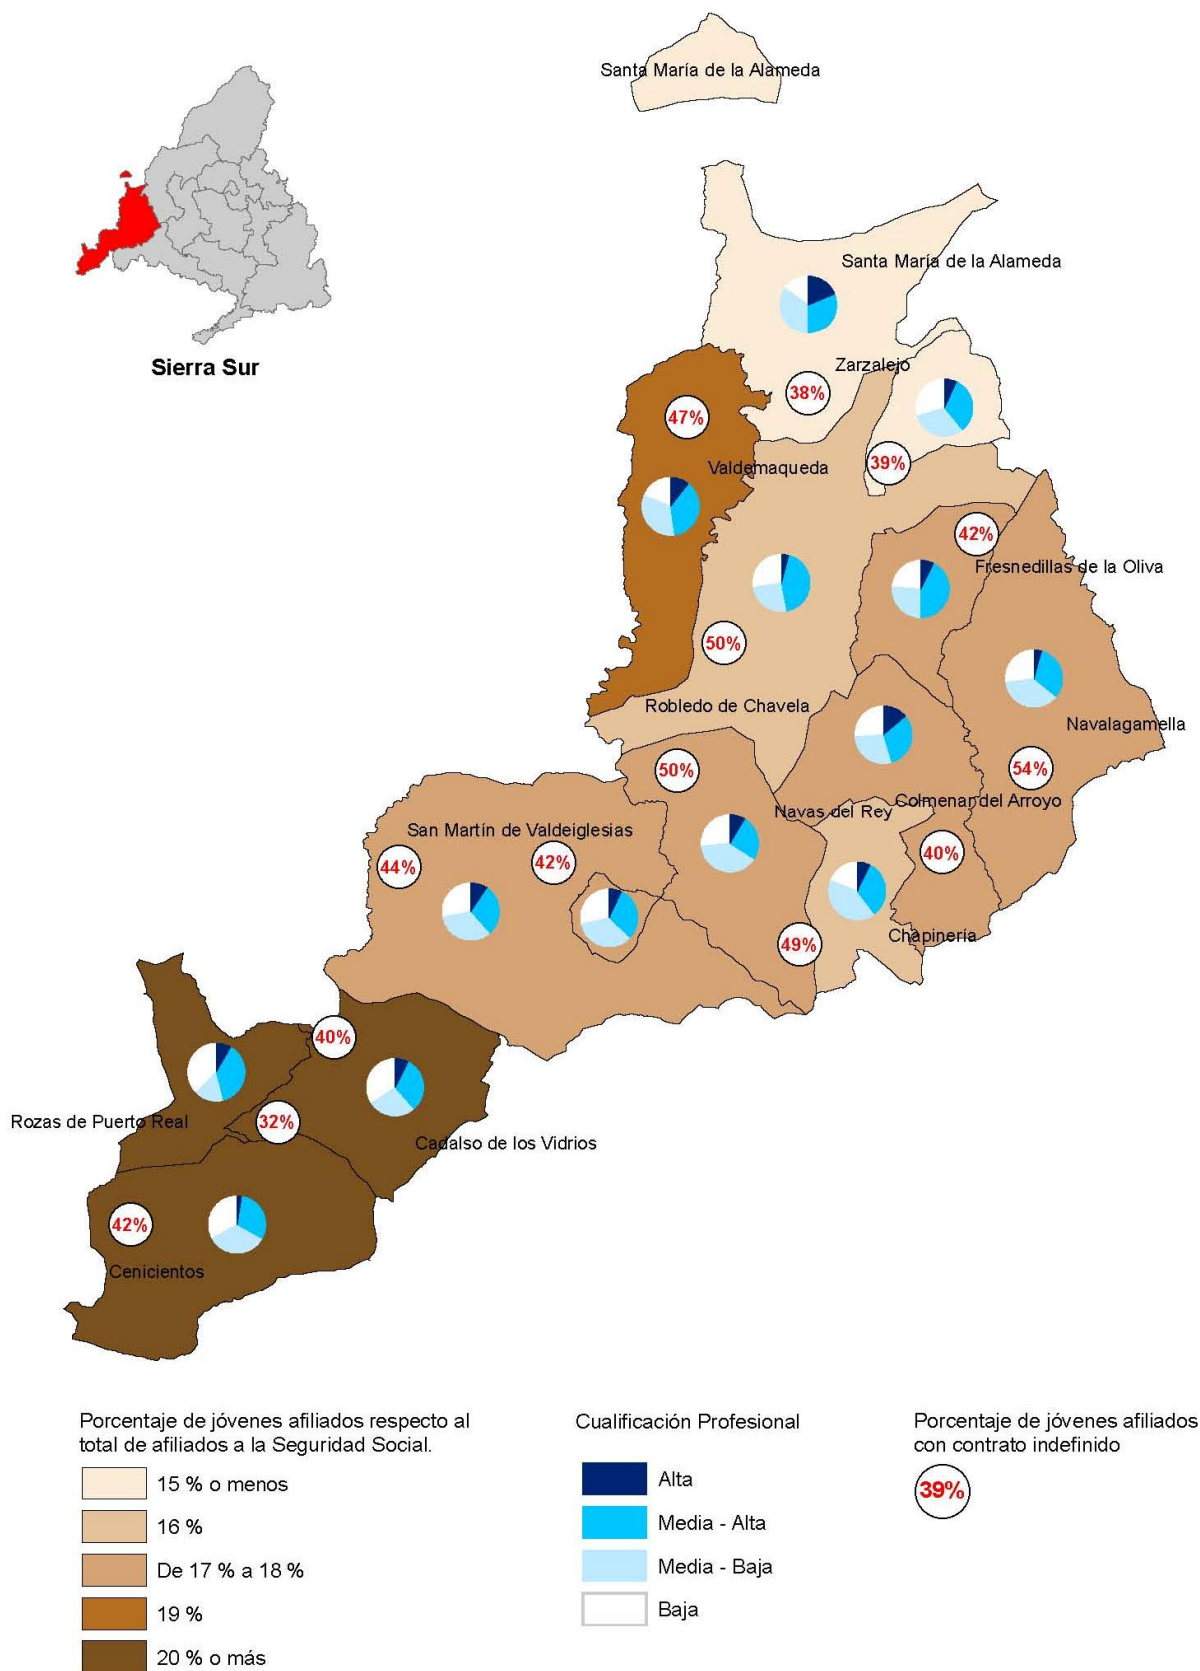 Santa María de la Alameda
Sierra Sur
Santa María de la Alameda
Zarzalejo
38%
47%
Valdemaqueda
39%
42%
Fresnedillas de la Oliva
50%
Robledo de Chavela
Navalagamella
54%
50%
Navas del Rey
Colmenar del Arroyo
San Martín de Valdeiglesias
44%
42%
40%
Chapinería
49%
40%
Rozas de Puerto Real
32%
Cadalso de los Vidrios
42%
Cenicientos
Porcentaje de jóvenes afiliados respecto al
total de afiliados a la Seguridad Social.
15 % o menos
16 %
De 17 % a 18 %
19 %
20 % o más
Cualificación Profesional
Alta
Media - Alta
Media - Baja
Baja
Porcentaje de jóvenes afiliados
con contrato indefinido
39%